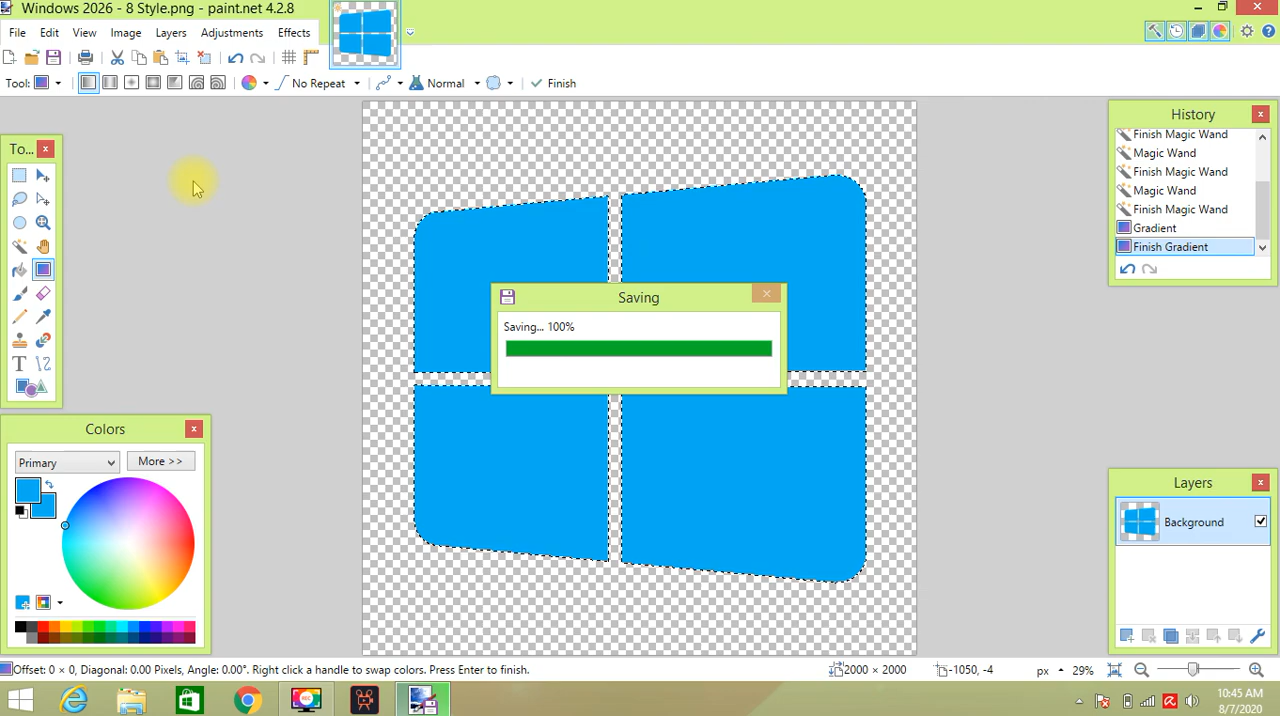 Windows 2026 - 8 Style.png - paint.net 4.2.8
File Edit View Image Layers Adjustments Effects
Tool: No Repeat Normal Finish
To...
History
Finish Magic Wand
Magic Wand
Finish Magic Wand
Magic Wand
Finish Magic Wand
Gradient
Finish Gradient
Saving
Saving... 100%
Colors
Primary More >>
Layers
Background
Offset: 0 × 0, Diagonal: 0.00 Pixels, Angle: 0.00°. Right click a handle to swap colors. Press Enter to finish. 2000 × 2000 -1050, -4 px 29%
REC
10:45 AM
8/7/2020